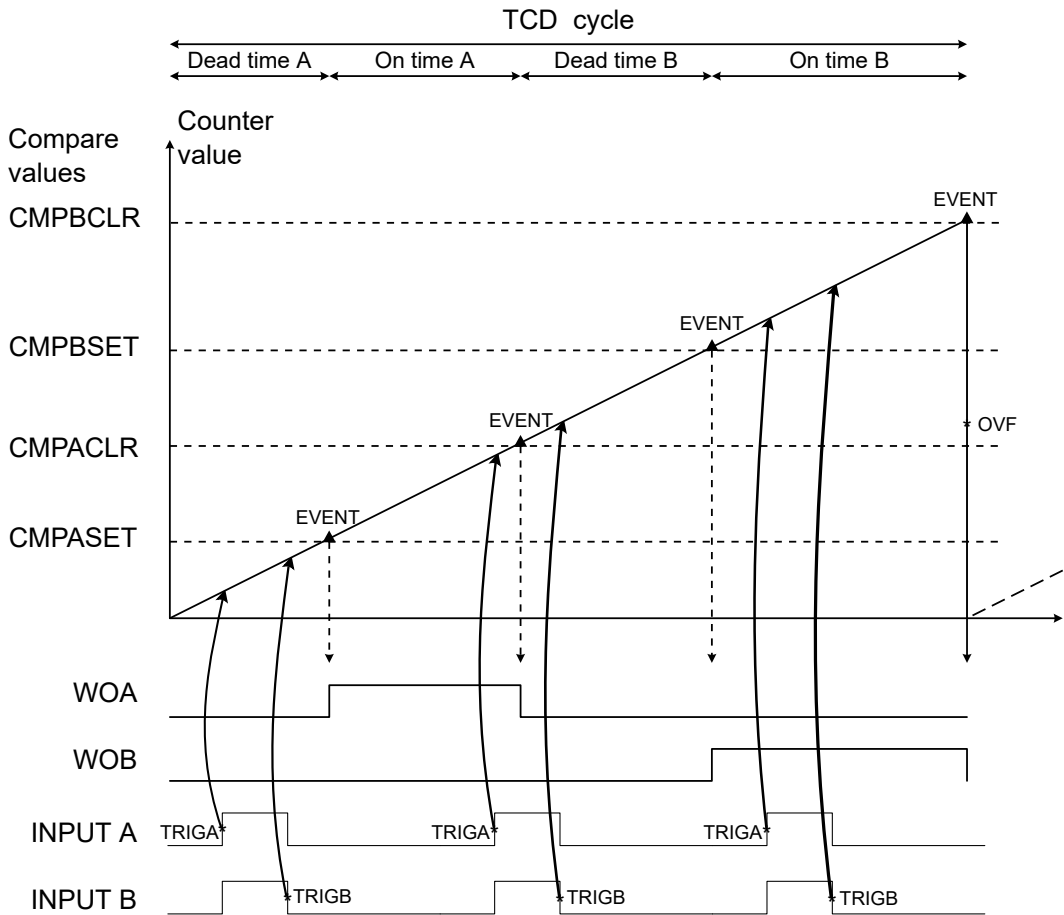 TCD cycle
Dead time A
On time A
Dead time B
On time B
Compare
values
Counter
value
CMPBCLR
EVENT
CMPBSET
EVENT
CMPACLR
EVENT
OVF
CMPASET
EVENT
WOA
WOB
INPUT A
TRIGA
TRIGA
TRIGA
INPUT B
TRIGB
TRIGB
TRIGB